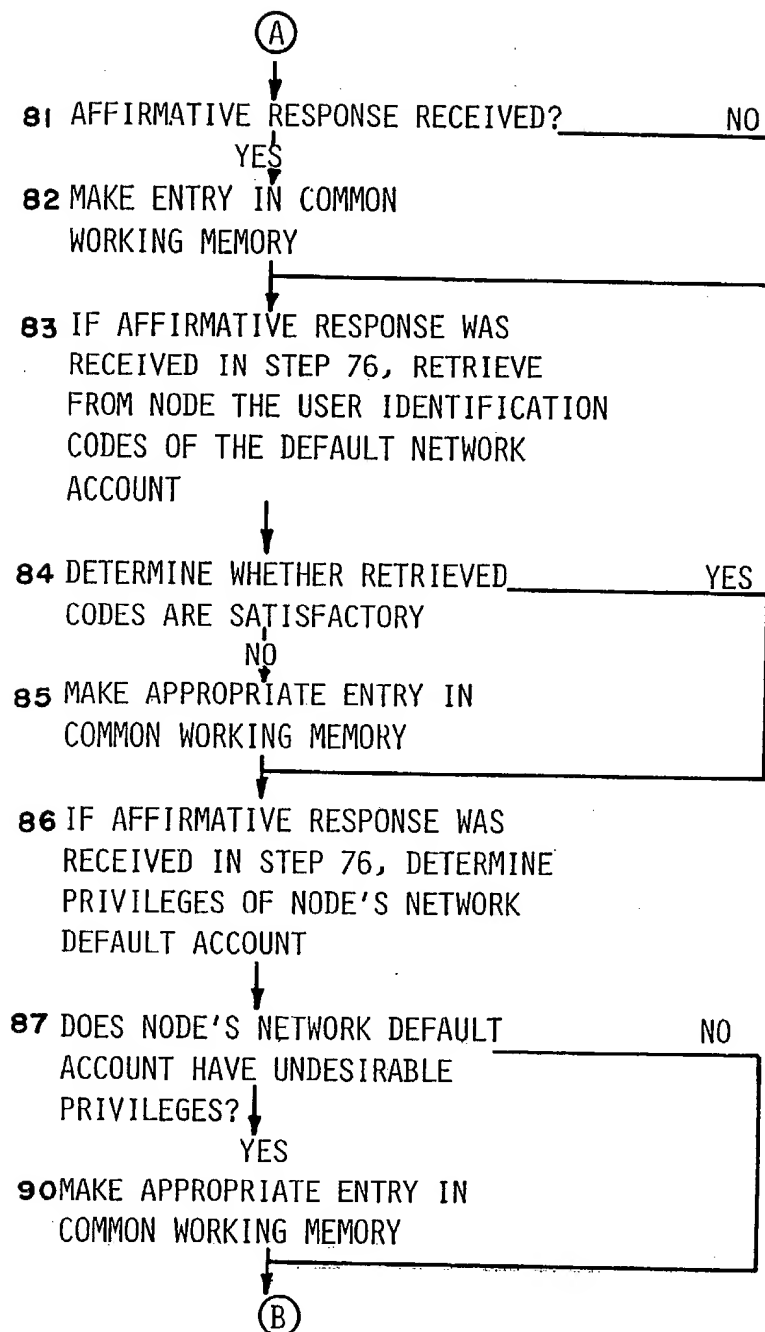 A
81 AFFIRMATIVE RESPONSE RECEIVED? NO
YES
82 MAKE ENTRY IN COMMON
WORKING MEMORY
83 IF AFFIRMATIVE RESPONSE WAS
RECEIVED IN STEP 76, RETRIEVE
FROM NODE THE USER IDENTIFICATION
CODES OF THE DEFAULT NETWORK
ACCOUNT
84 DETERMINE WHETHER RETRIEVED YES
CODES ARE SATISFACTORY
NO
85 MAKE APPROPRIATE ENTRY IN
COMMON WORKING MEMORY
86 IF AFFIRMATIVE RESPONSE WAS
RECEIVED IN STEP 76, DETERMINE
PRIVILEGES OF NODE'S NETWORK
DEFAULT ACCOUNT
87 DOES NODE'S NETWORK DEFAULT NO
ACCOUNT HAVE UNDESIRABLE
PRIVILEGES?
YES
90 MAKE APPROPRIATE ENTRY IN
COMMON WORKING MEMORY
B